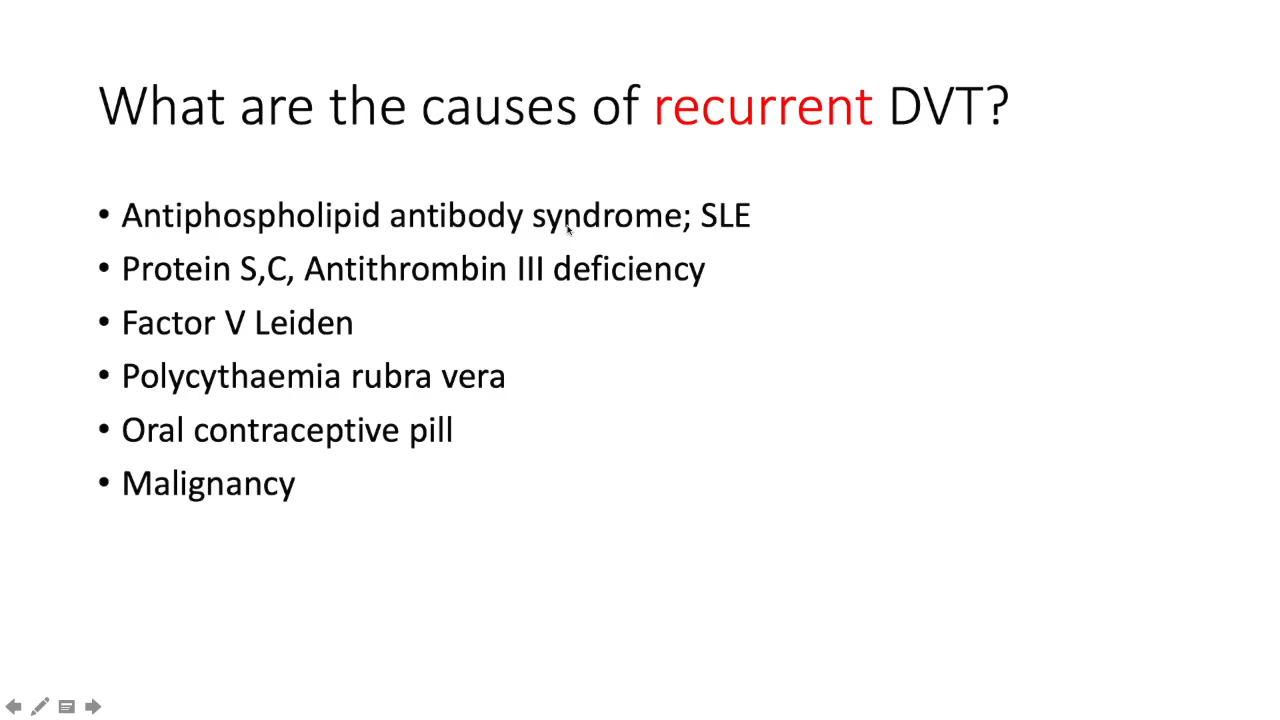 What are the causes of recurrent DVT?
• Antiphospholipid antibody syndrome; SLE
• Protein S,C, Antithrombin III deficiency
• Factor V Leiden
• Polycythaemia rubra vera
• Oral contraceptive pill
• Malignancy